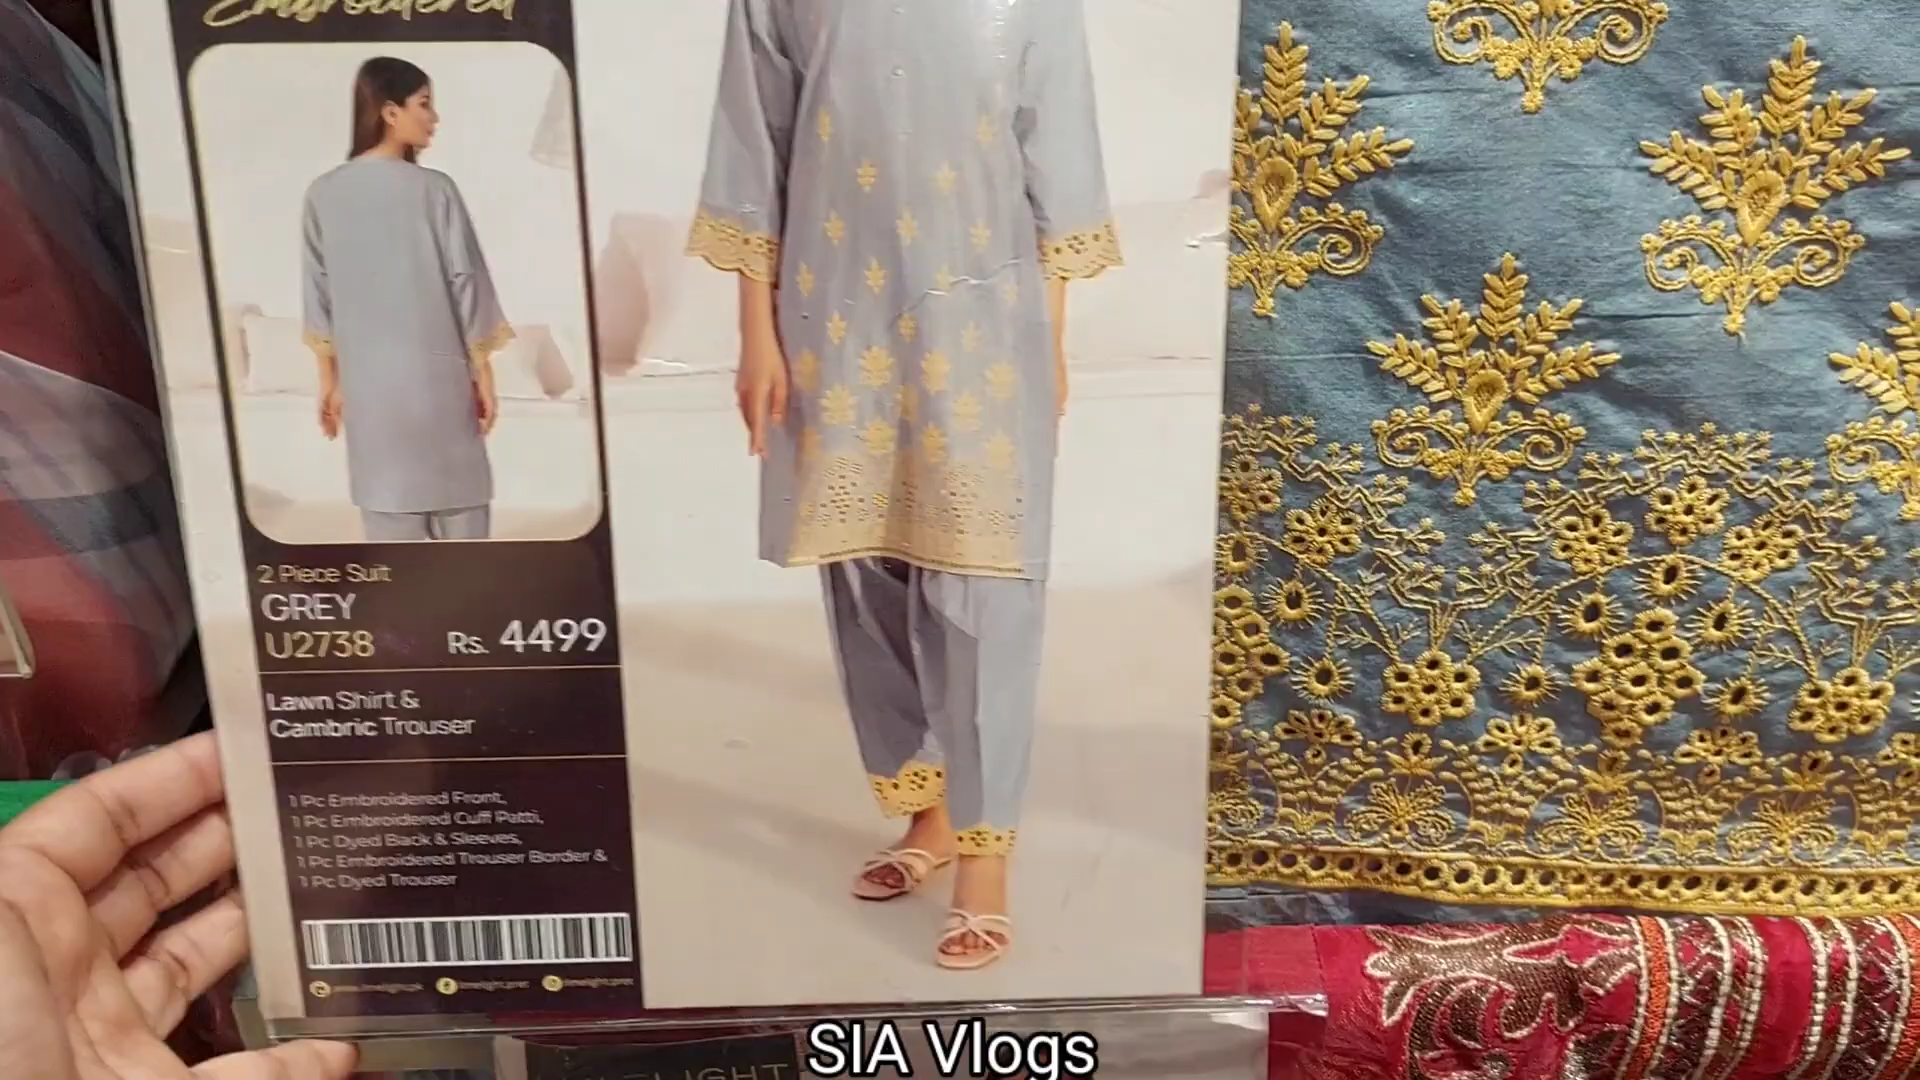 Embroidered
2 Piece Suit
GREY
U2738
Rs. 4499
Lawn Shirt &
Cambric Trouser
1 Pc Embroidered Front,
1 Pc Embroidered Cuff Patti,
1 Pc Dyed Back & Sleeves,
1 Pc Embroidered Trouser Border &
1 Pc Dyed Trouser
SIA Vlogs